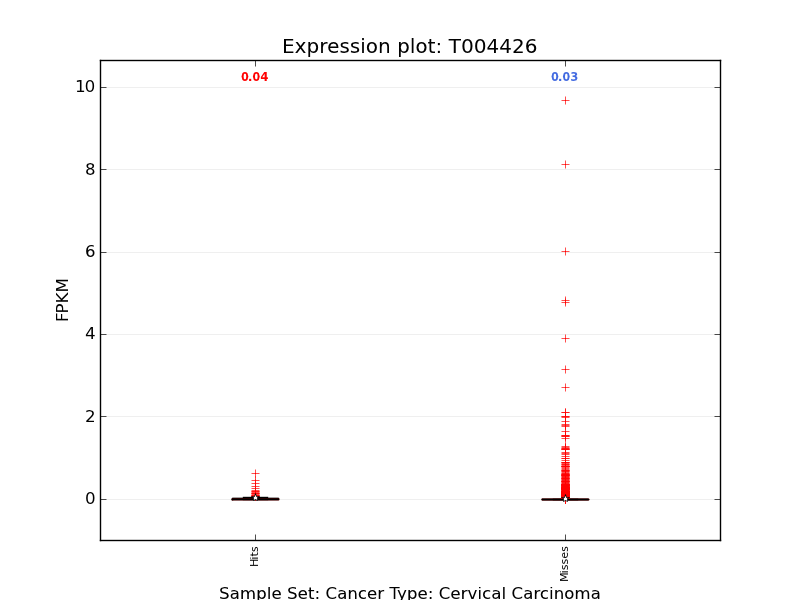 Expression plot: T004426
0.04
0.03
10
8
6
4
2
0
FPKM
Hits
Misses
Sample Set: Cancer Type: Cervical Carcinoma